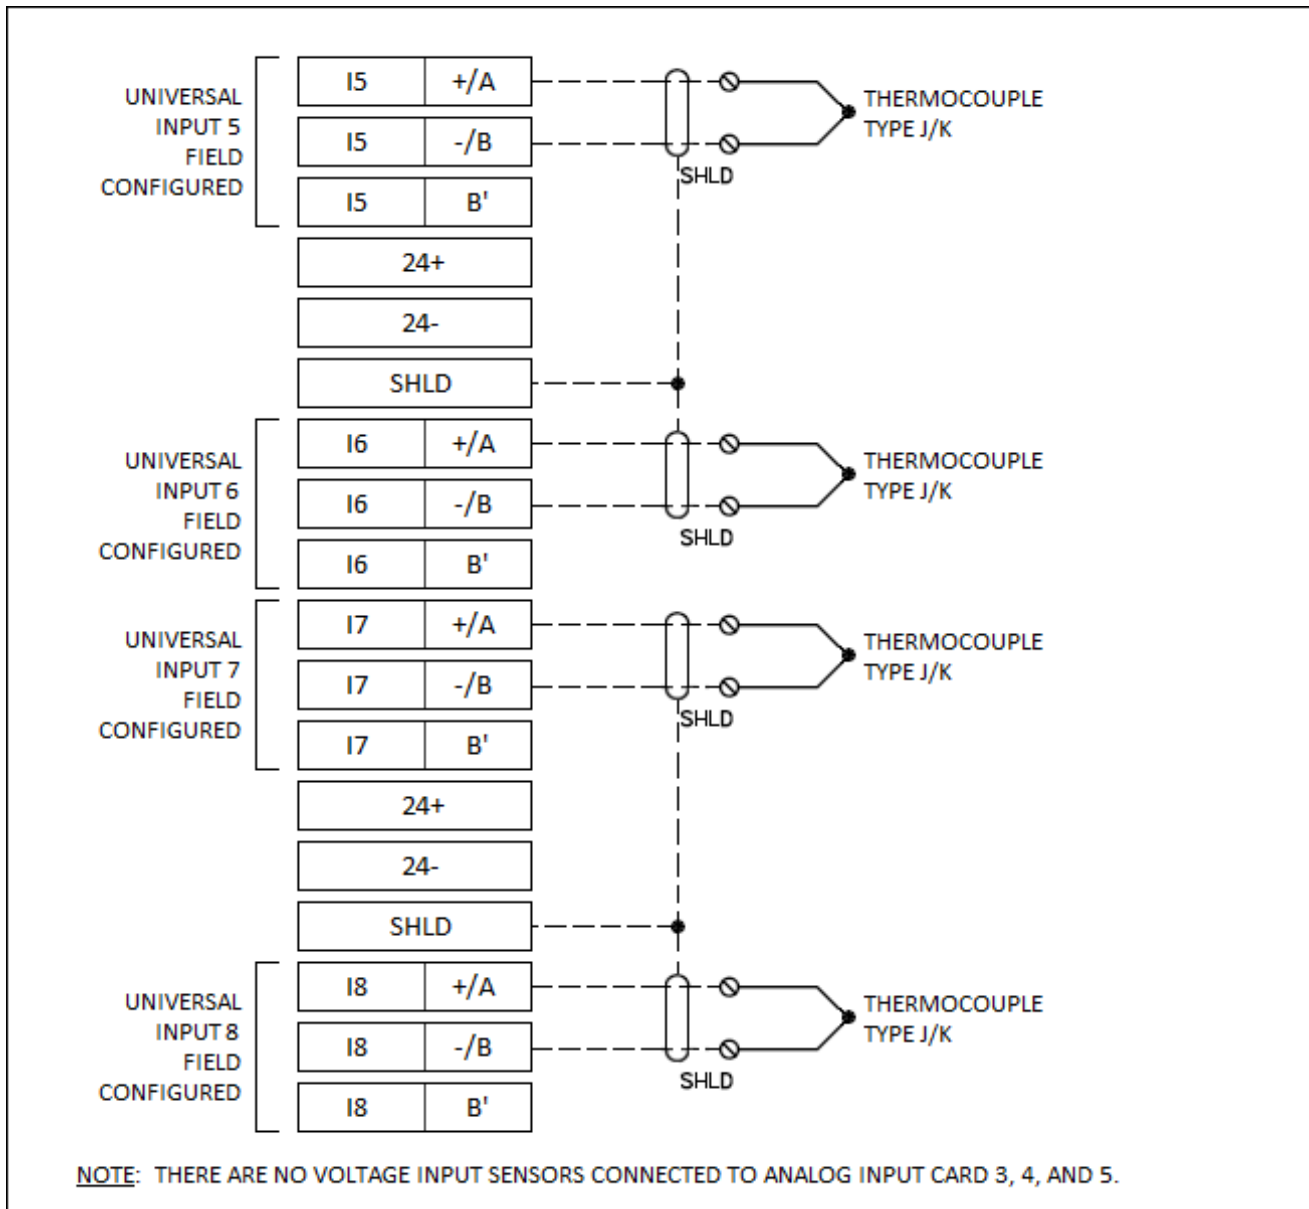 UNIVERSAL
INPUT 5
FIELD
CONFIGURED
I5 +/A
I5 -/B
I5 B'
SHLD
THERMOCOUPLE
TYPE J/K
24+
24-
SHLD
UNIVERSAL
INPUT 6
FIELD
CONFIGURED
I6 +/A
I6 -/B
I6 B'
SHLD
THERMOCOUPLE
TYPE J/K
UNIVERSAL
INPUT 7
FIELD
CONFIGURED
I7 +/A
I7 -/B
I7 B'
SHLD
THERMOCOUPLE
TYPE J/K
24+
24-
SHLD
UNIVERSAL
INPUT 8
FIELD
CONFIGURED
I8 +/A
I8 -/B
I8 B'
SHLD
THERMOCOUPLE
TYPE J/K
NOTE: THERE ARE NO VOLTAGE INPUT SENSORS CONNECTED TO ANALOG INPUT CARD 3, 4, AND 5.